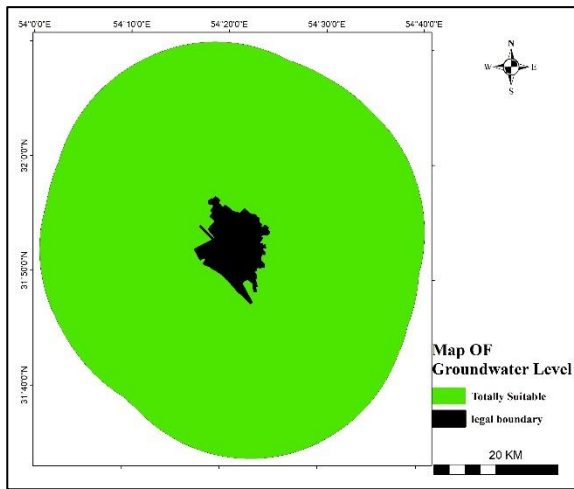 54°0'0"E
54°10'0"E
54°20'0"E
54°30'0"E
54°40'0"E
32°0'0"N
31°50'0"N
31°40'0"N
N
W
E
S
Map OF
Groundwater Level
Totally Suitable
legal boundary
20 KM